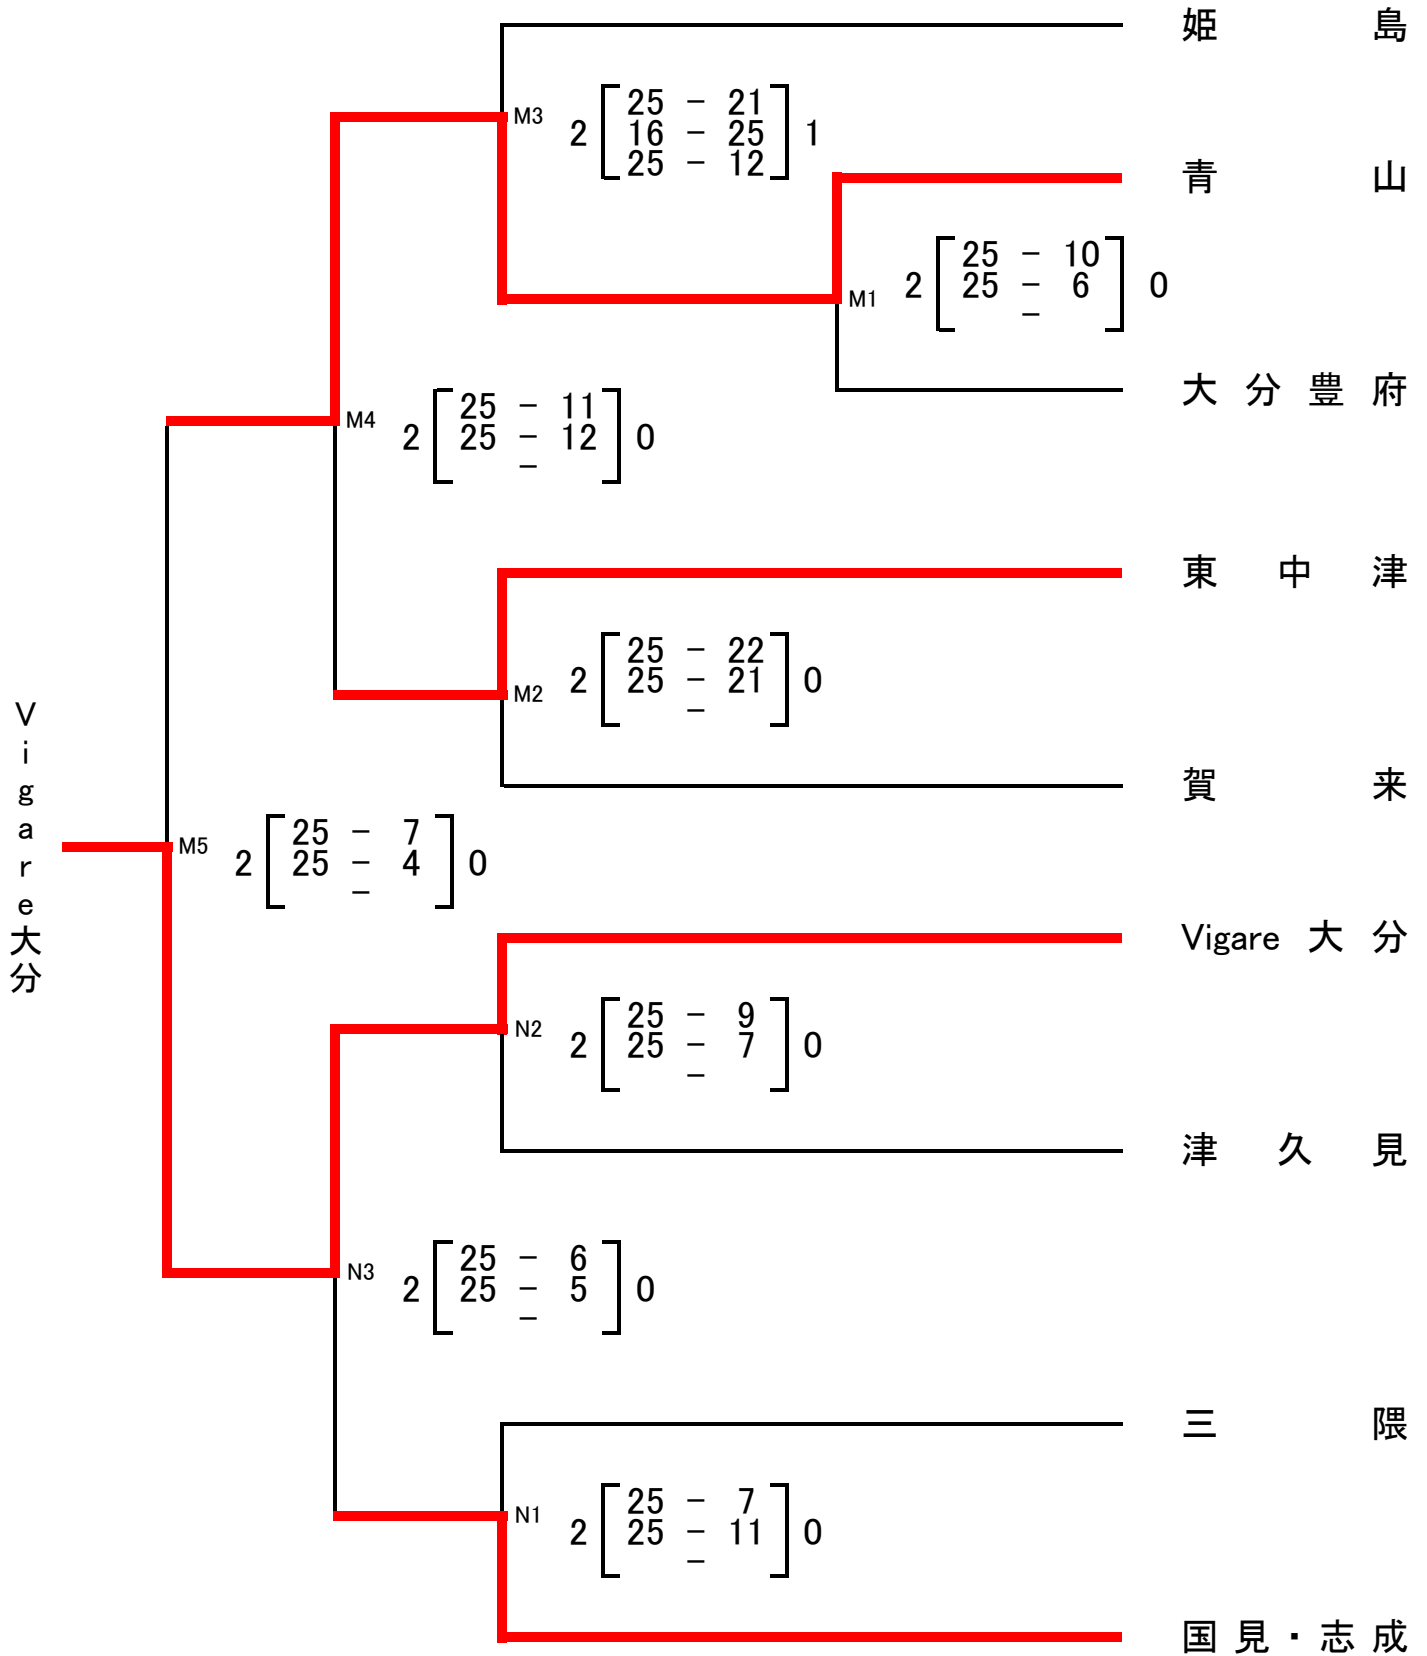 姫島
M3
2 25 - 21 1
16 - 25
25 - 12
青山
M1
2 25 - 10 0
25 - 6
-
大分豊府
M4
2 25 - 11 0
25 - 12
-
東中津
M2
2 25 - 22 0
25 - 21
-
賀来
Vigare大分
M5
2 25 - 7 0
25 - 4
-
Vigare 大分
N2
2 25 - 9 0
25 - 7
-
津久見
N3
2 25 - 6 0
25 - 5
-
三隈
N1
2 25 - 7 0
25 - 11
-
国見・志成